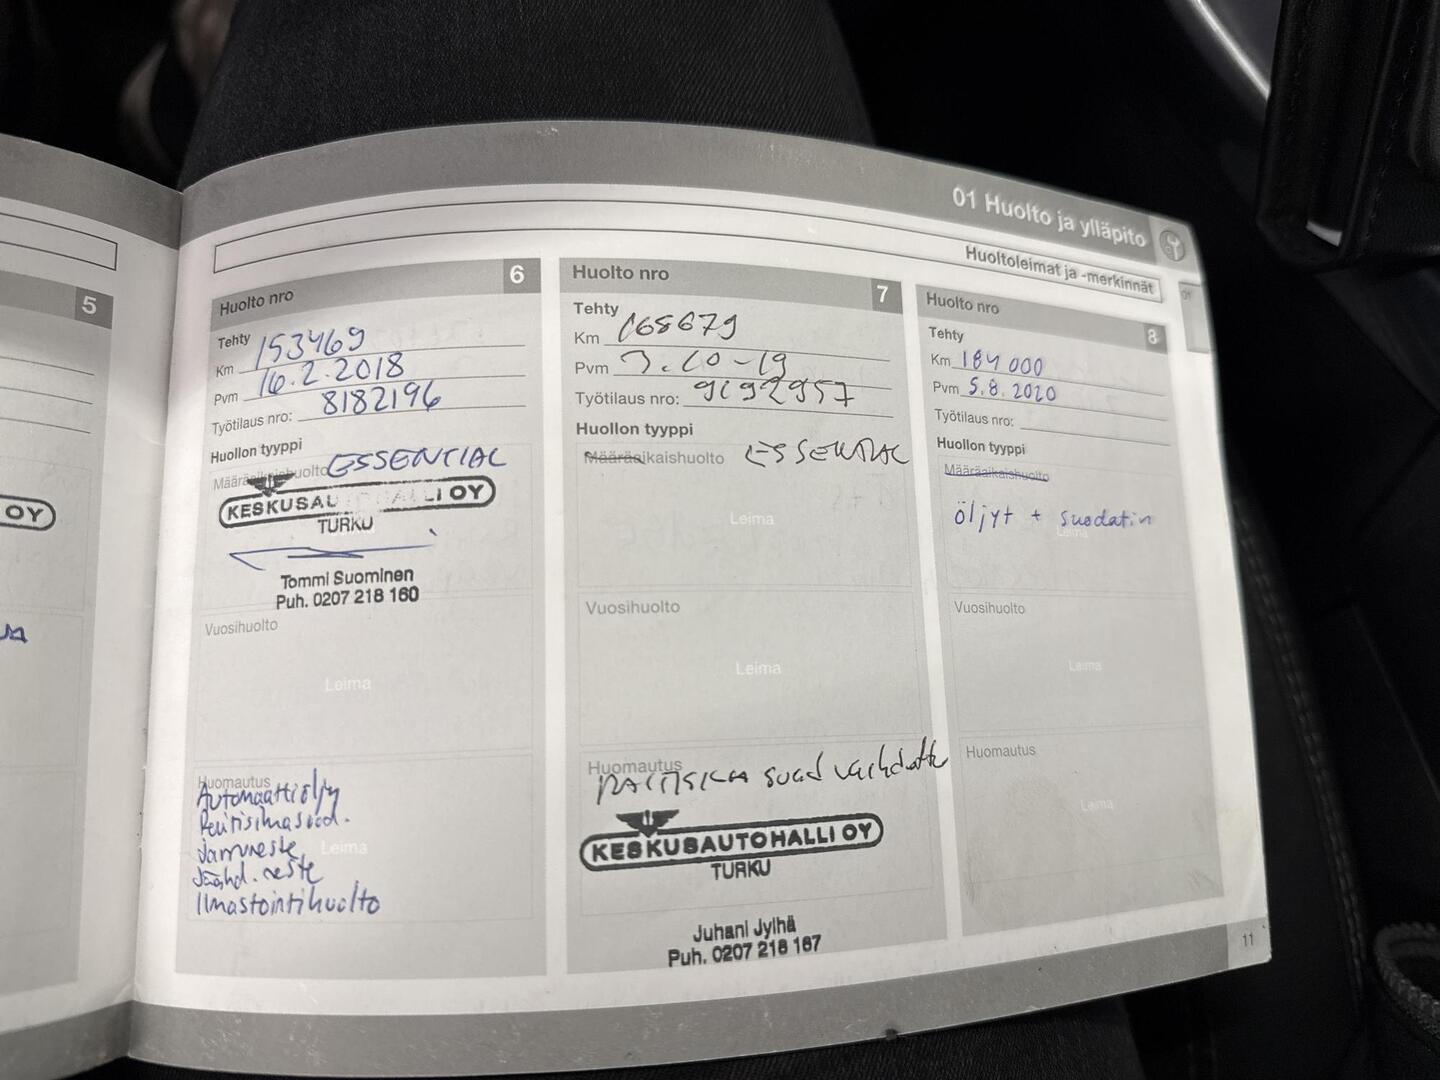 01 Huolto ja ylläpito
Huoltoleimat ja -merkinnät
01
5
OY
Huolto nro 6
Tehty
Km 153469
Pvm 16.2.2018
Työtilaus nro: 8182196
Huollon tyyppi
Määräaikaishuolto ESSENTIAL
KESKUSAUTOHALLI OY
TURKU
Tommi Suominen
Puh. 0207 218 160
Vuosihuolto
Leima
Huomautus
Automaattiöljy
Raitisilmasuod.
Jarruneste
Leima
Jäähd.neste
Ilmastointihuolto
Huolto nro 7
Tehty
Km 168679
Pvm 7.10-19
Työtilaus nro: 9192957
Huollon tyyppi
Määräaikaishuolto ESSENTIAL
Leima
Vuosihuolto
Leima
Huomautus
RAITISILMA suod vaihdettu
KESKUSAUTOHALLI OY
TURKU
Juhani Jylhä
Puh. 0207 218 167
Huolto nro 8
Tehty
Km 184 000
Pvm 5.8.2020
Työtilaus nro:
Huollon tyyppi
Määräaikaishuolto
öljyt + suodatin
Leima
Vuosihuolto
Leima
Huomautus
Leima
11